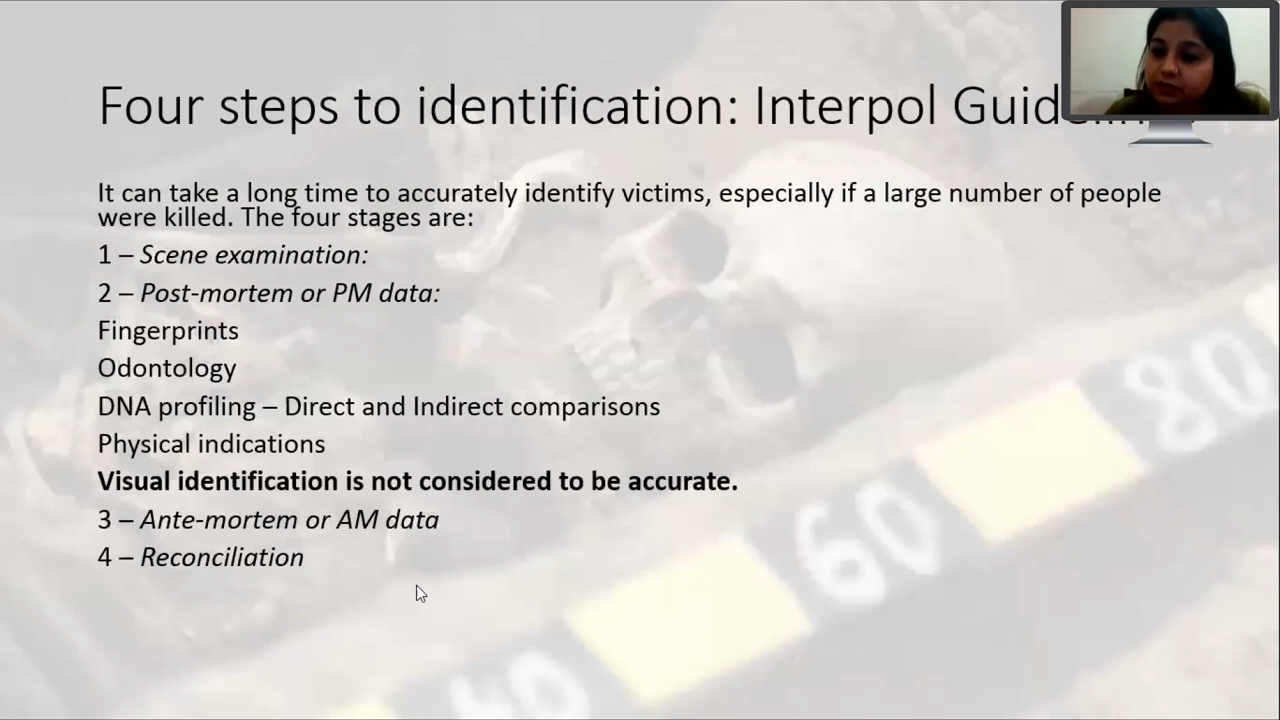 Four steps to identification: Interpol
It can take a long time to accurately identify victims, especially if a large number of people
were killed. The four stages are:
1 – Scene examination:
2 – Post-mortem or PM data:
Fingerprints
Odontology
DNA profiling – Direct and Indirect comparisons
Physical indications
Visual identification is not considered to be accurate.
3 – Ante-mortem or AM data
4 – Reconciliation
80
60